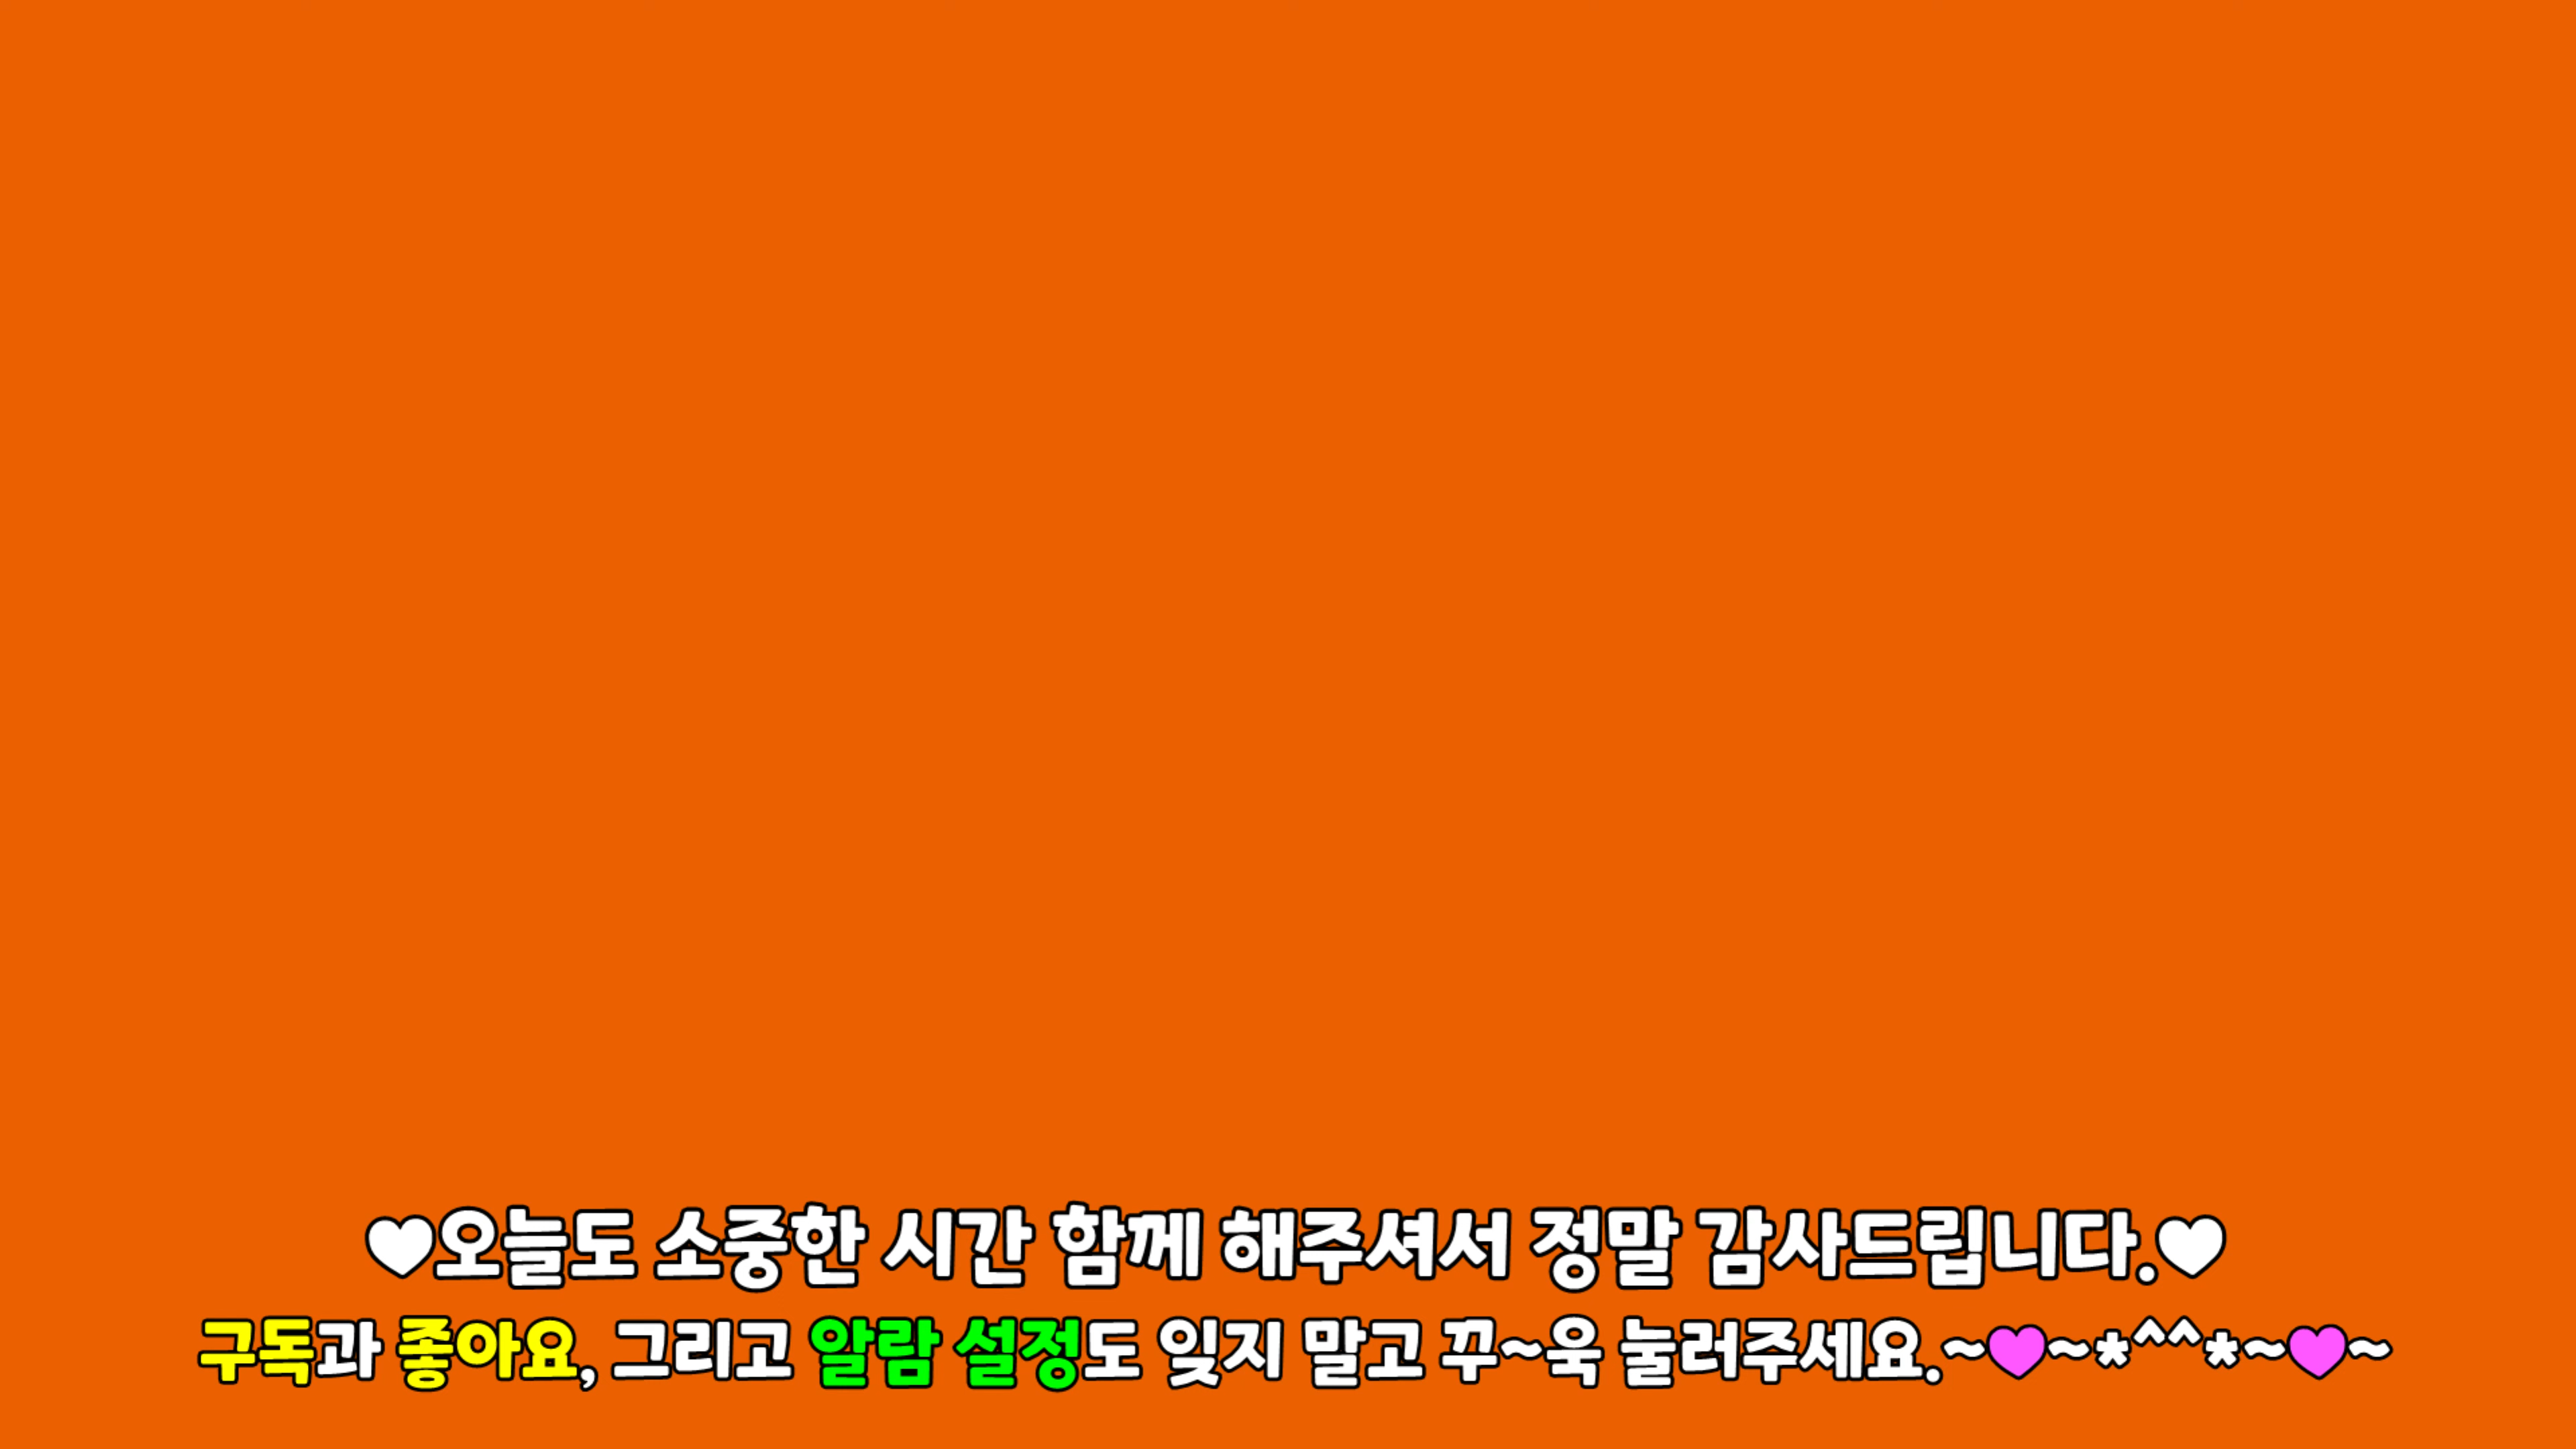 ♥오늘도 소중한 시간 함께 해주셔서 정말 감사드립니다.♥
구독과 좋아요, 그리고 알람 설정도 잊지 말고 꾸~욱 눌러주세요.~♥~*^^*~♥~